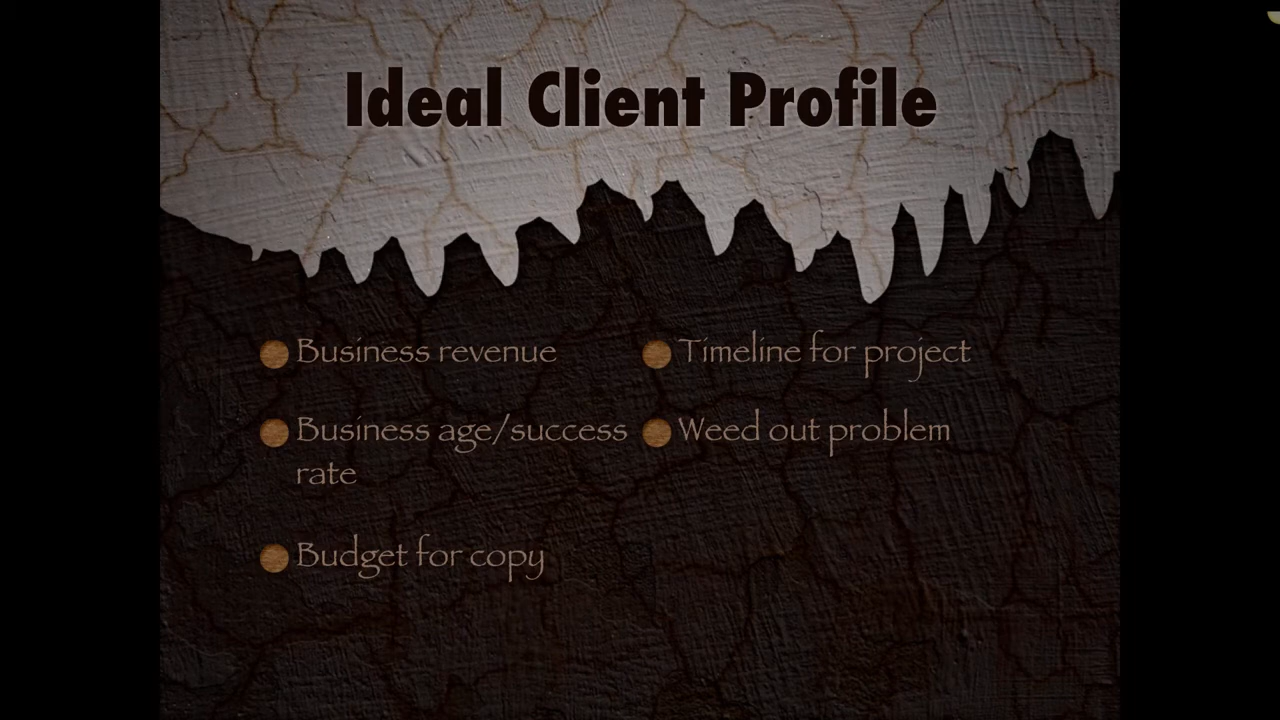 Ideal Client Profile
Business revenue
Business age/success
rate
Budget for copy
Timeline for project
Weed out problem